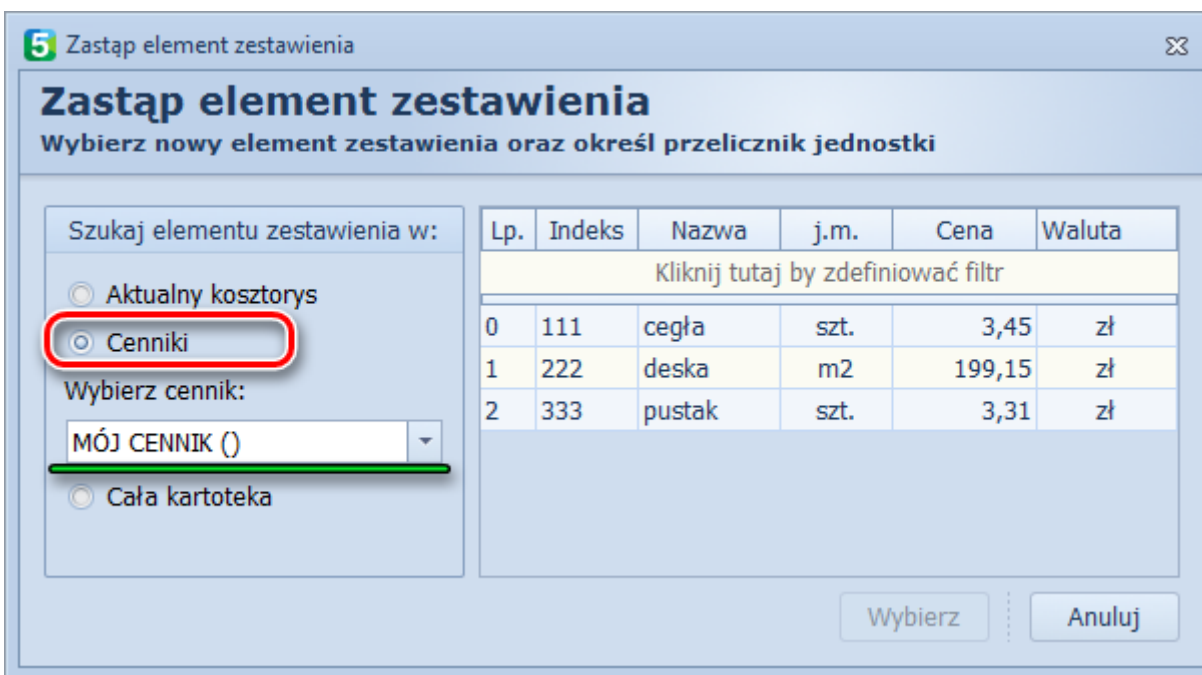 5 Zastąp element zestawienia
Zastąp element zestawienia
Wybierz nowy element zestawienia oraz określ przelicznik jednostki
Szukaj elementu zestawienia w:
Aktualny kosztorys
Cenniki
Wybierz cennik:
MÓJ CENNIK ()
Cała kartoteka
Lp. Indeks Nazwa j.m. Cena Waluta
Kliknij tutaj by zdefiniować filtr
0 111 cegła szt. 3,45 zł
1 222 deska m2 199,15 zł
2 333 pustak szt. 3,31 zł
Wybierz Anuluj